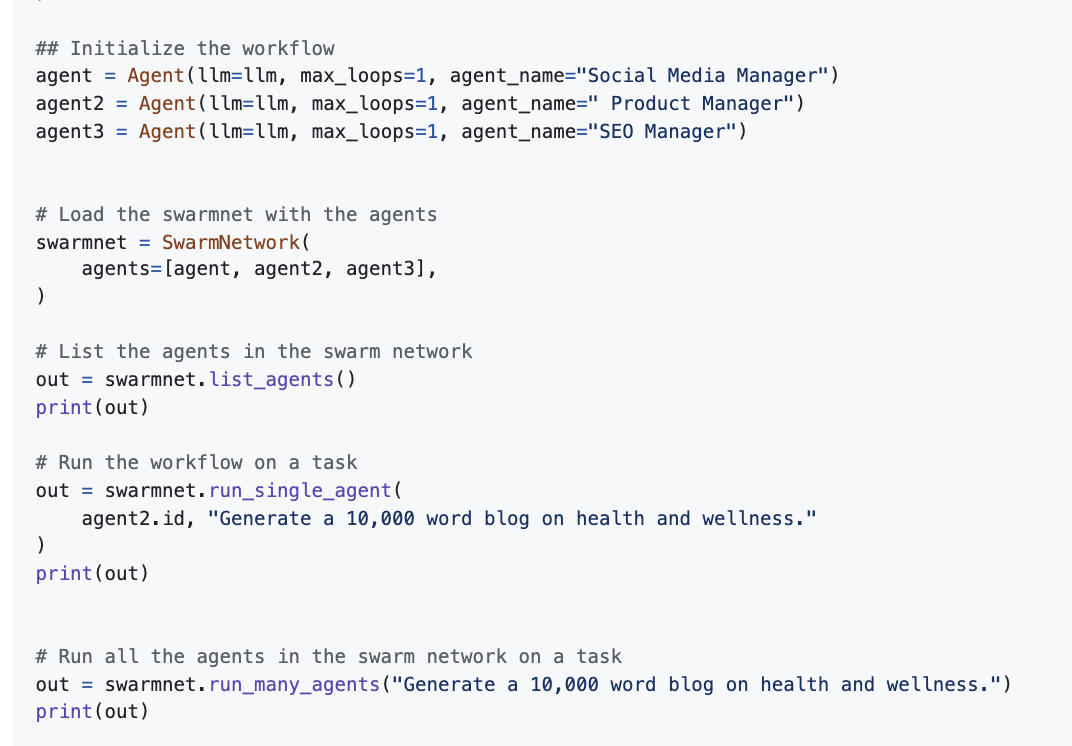 ## Initialize the workflow
agent = Agent(llm=llm, max_loops=1, agent_name="Social Media Manager")
agent2 = Agent(llm=llm, max_loops=1, agent_name=" Product Manager")
agent3 = Agent(llm=llm, max_loops=1, agent_name="SEO Manager")
# Load the swarmnet with the agents
swarmnet = SwarmNetwork(
    agents=[agent, agent2, agent3],
)
# List the agents in the swarm network
out = swarmnet.list_agents()
print(out)
# Run the workflow on a task
out = swarmnet.run_single_agent(
    agent2.id, "Generate a 10,000 word blog on health and wellness."
)
print(out)
# Run all the agents in the swarm network on a task
out = swarmnet.run_many_agents("Generate a 10,000 word blog on health and wellness.")
print(out)